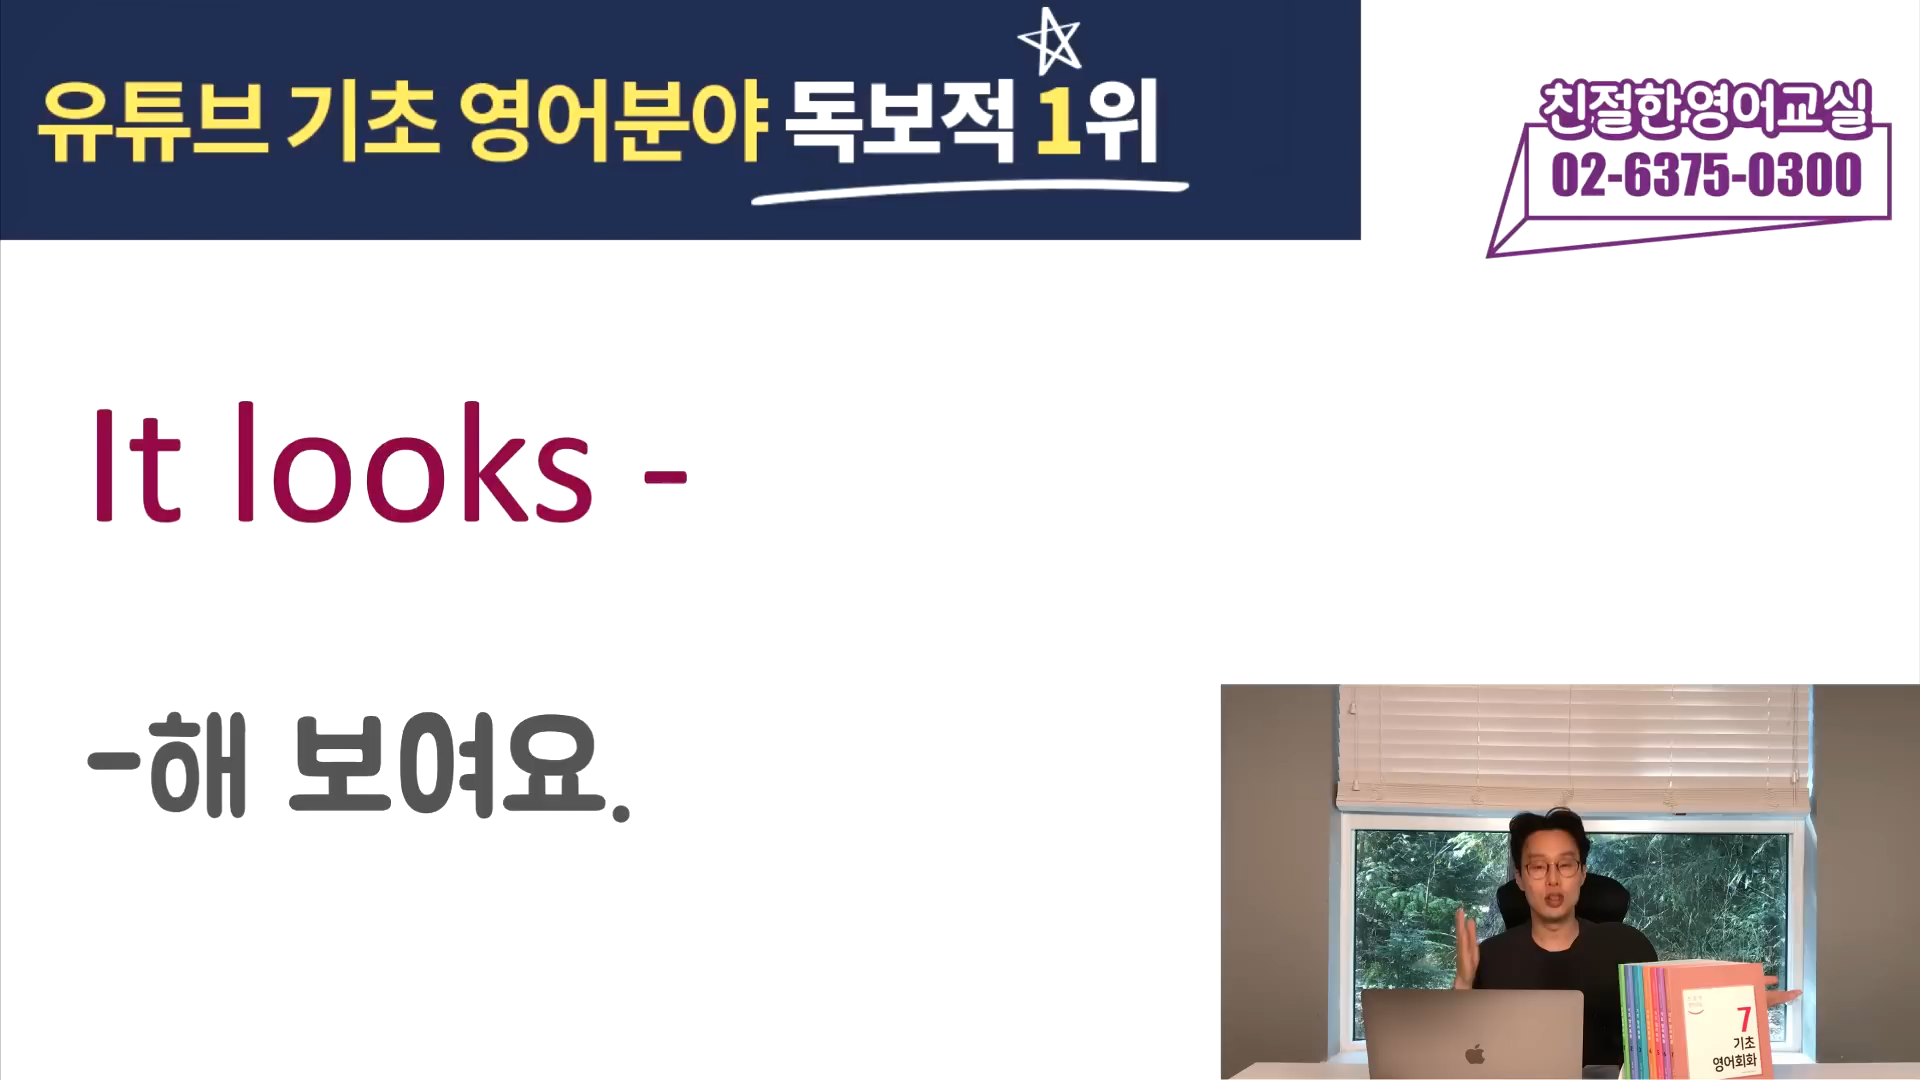 유튜브 기초 영어분야 독보적 1위
친절한영어교실
02-6375-0300
It looks -
-해 보여요.
7
기초
영어회화